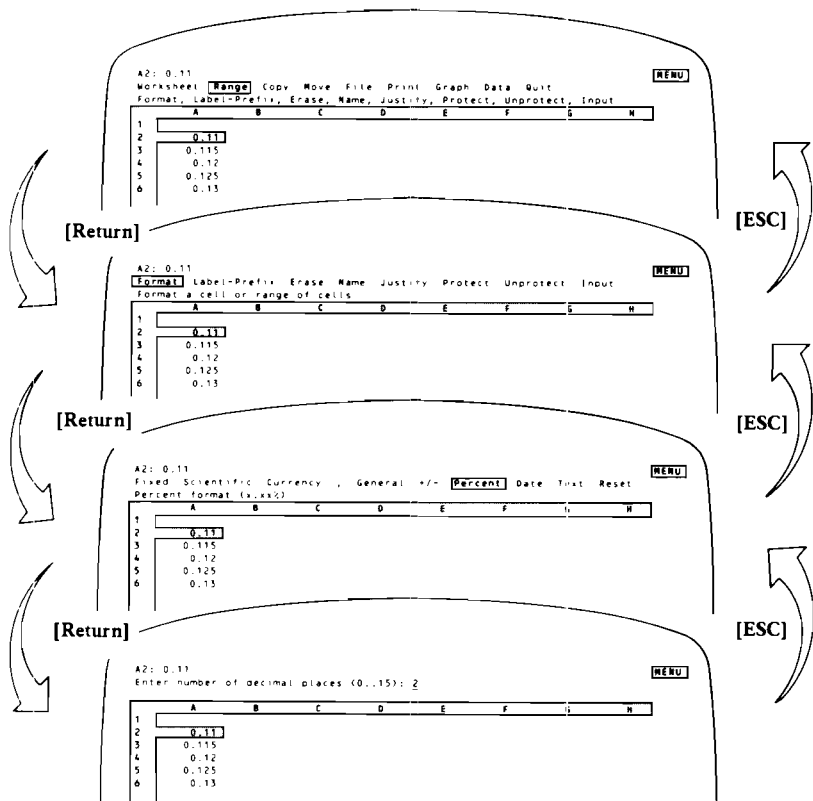 A2: 0.11 MENU
Worksheet Range Copy Move File Print Graph Data Quit
Format, Label-Prefix, Erase, Name, Justify, Protect, Unprotect, Input
A B C D E F G H
1
2 0.11
3 0.115
4 0.12
5 0.125
6 0.13
[Return] [ESC]
A2: 0.11 MENU
Format Label-Prefix Erase Name Justify Protect Unprotect Input
Format a cell or range of cells
A B C D E F G H
1
2 0.11
3 0.115
4 0.12
5 0.125
6 0.13
[Return] [ESC]
A2: 0.11 MENU
Fixed Scientific Currency , General +/- Percent Date Text Reset
Percent format (x.xx%)
A B C D E F G H
1
2 0.11
3 0.115
4 0.12
5 0.125
6 0.13
[Return] [ESC]
A2: 0.11 MENU
Enter number of decimal places (0..15): 2
A B C D E F G H
1
2 0.11
3 0.115
4 0.12
5 0.125
6 0.13